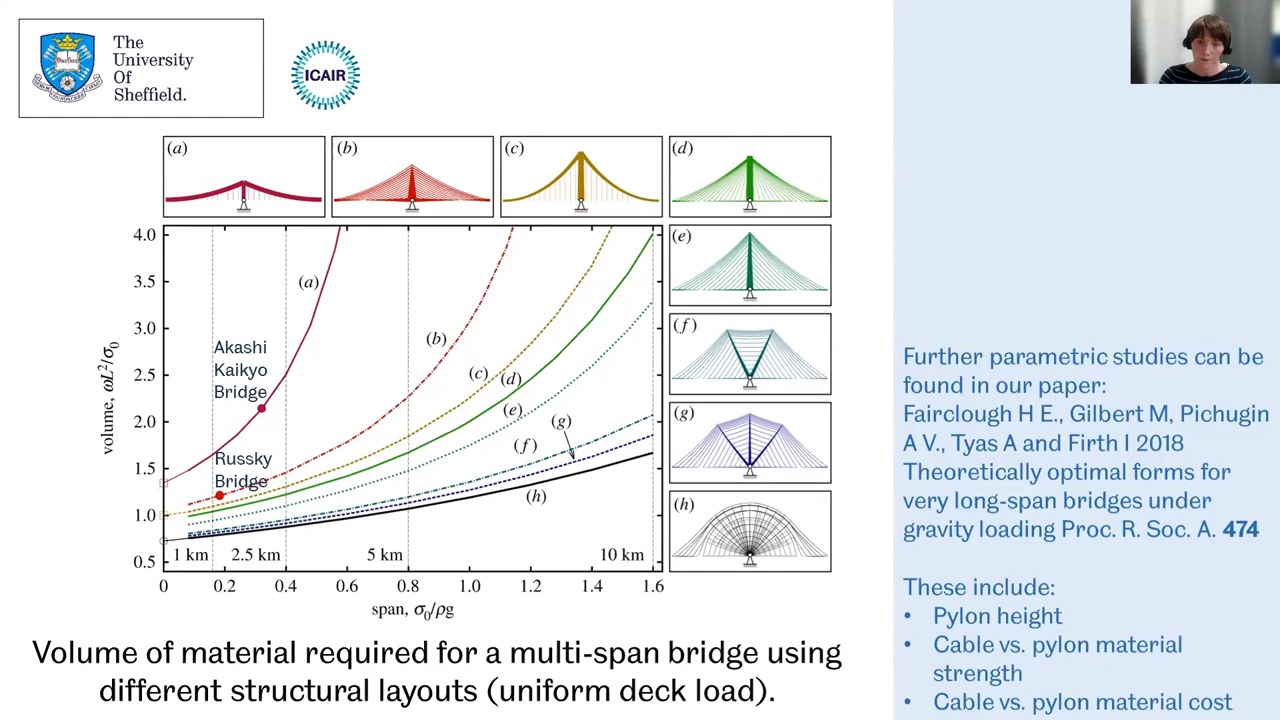 The
University
Of
Sheffield.
ICAIR
(a)
(b)
(c)
(d)
(e)
(f)
(g)
(h)
4.0
3.5
3.0
2.5
2.0
1.5
1.0
0.5
volume, ωL²/σ₀
(a)
(b)
(c)
(d)
(e)
(f)
(g)
(h)
Akashi
Kaikyo
Bridge
Russky
Bridge
1 km
2.5 km
5 km
10 km
0
0.2
0.4
0.6
0.8
1.0
1.2
1.4
1.6
span, σ₀/ρg
Volume of material required for a multi-span bridge using
different structural layouts (uniform deck load).
Further parametric studies can be
found in our paper:
Fairclough H E., Gilbert M, Pichugin
A V., Tyas A and Firth I 2018
Theoretically optimal forms for
very long-span bridges under
gravity loading Proc. R. Soc. A. 474
These include:
• Pylon height
• Cable vs. pylon material
strength
• Cable vs. pylon material cost